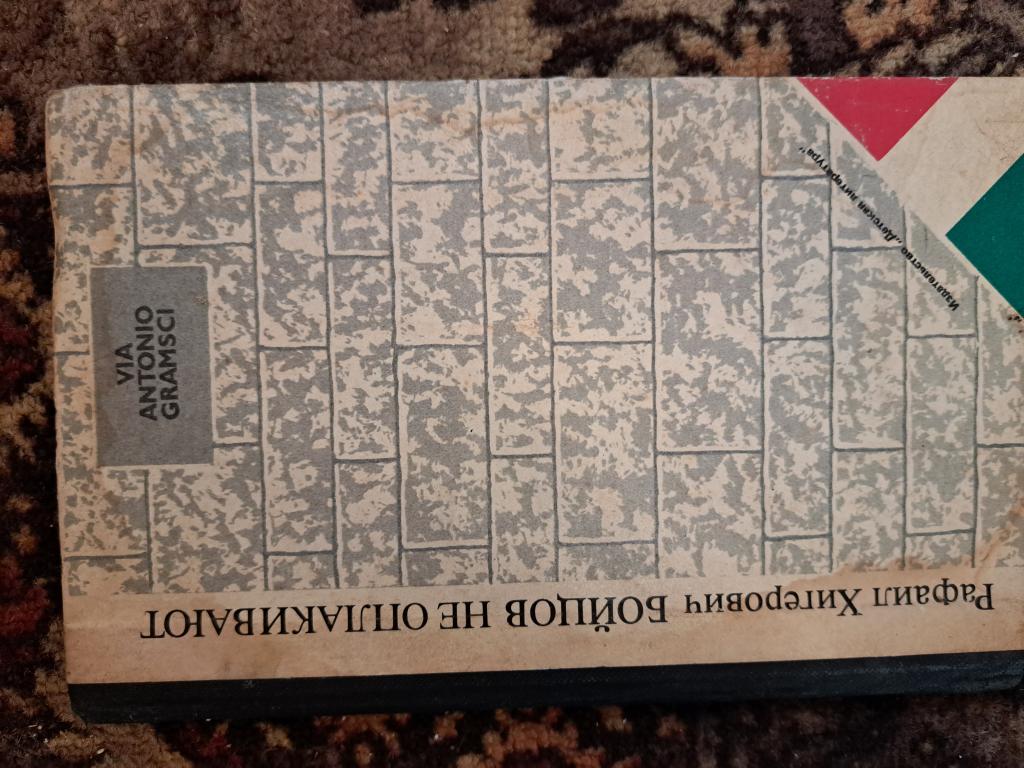 VIA
ANTONIO
GRAMSCI
Рафаил Хигерович БОЙЦОВ НЕ ОПЛАКИВАЮТ
Издательство „Детская литература"